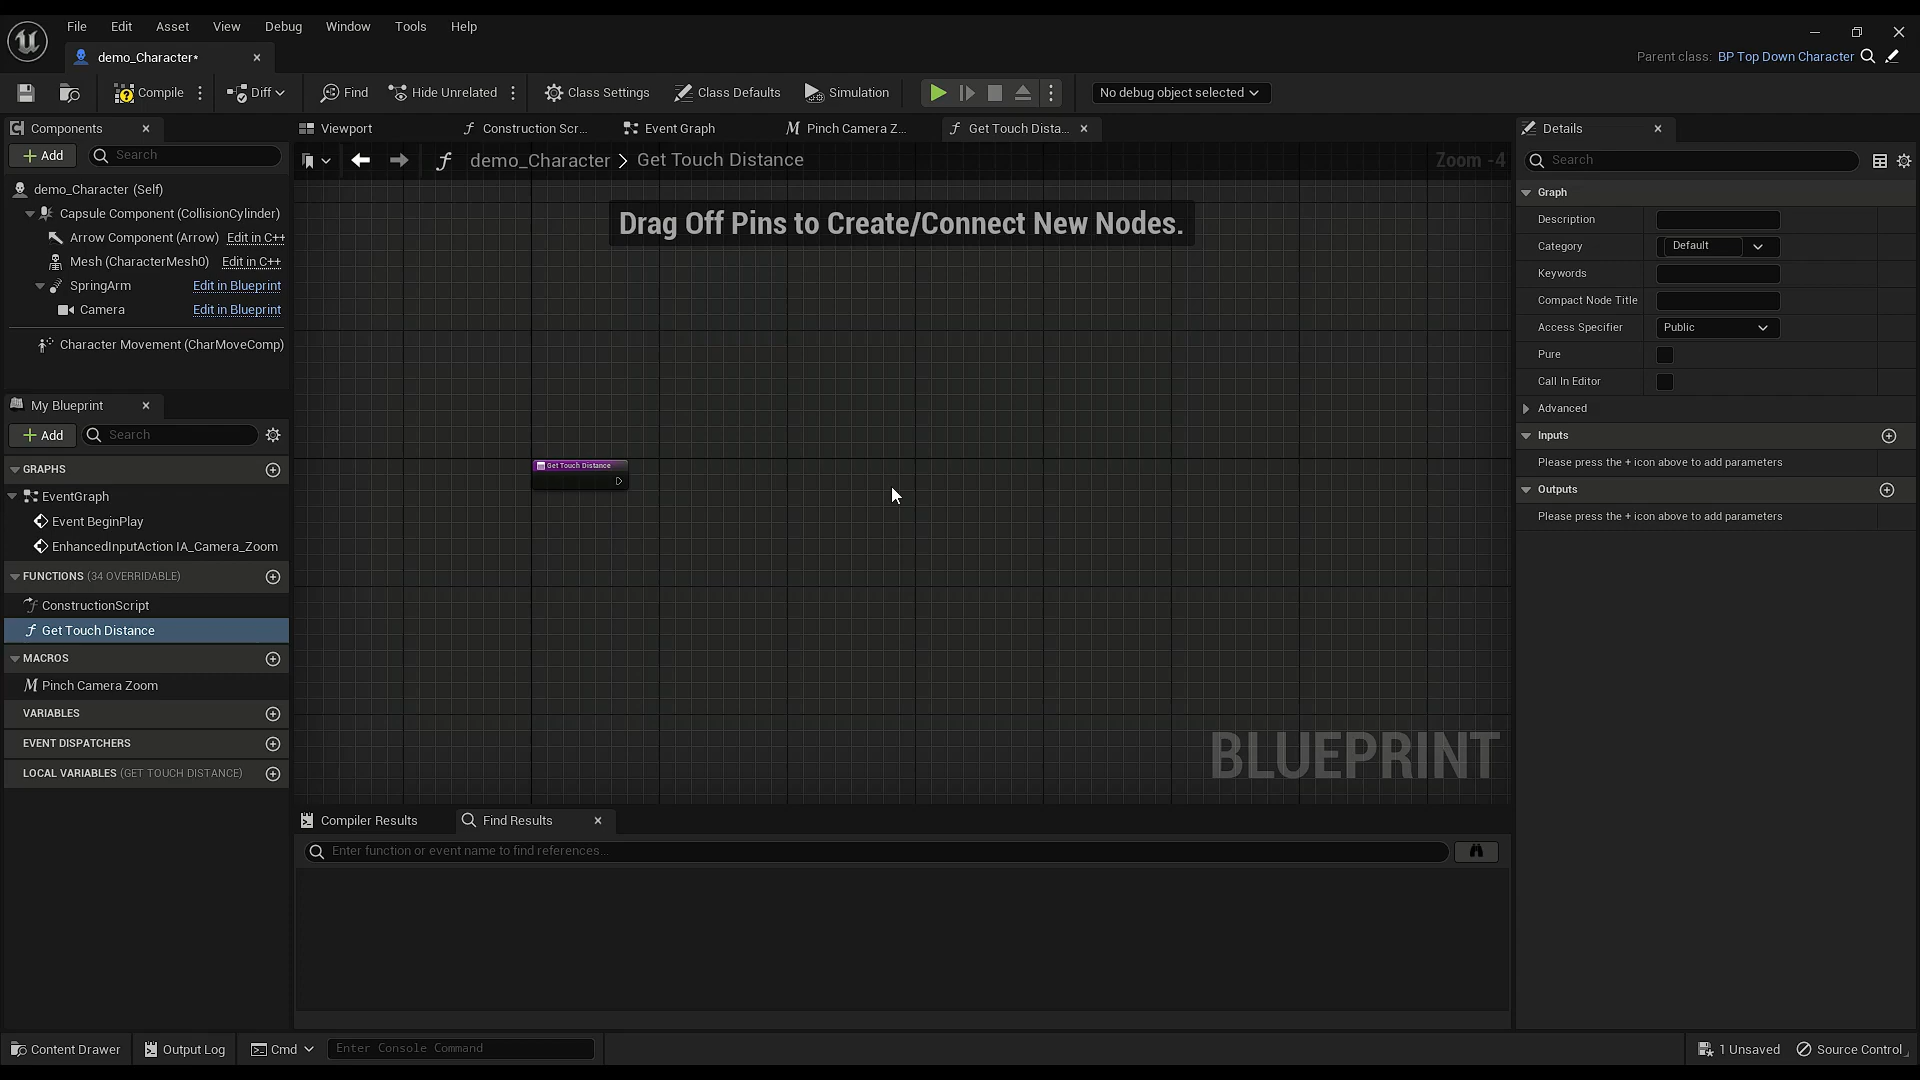 File Edit Asset View Debug Window Tools Help
demo_Character*
Parent class: BP Top Down Character
Compile Diff Find Hide Unrelated Class Settings Class Defaults Simulation No debug object selected
Components
Viewport Construction Scr... Event Graph Pinch Camera Z... Get Touch Dista...
Details
Add Search
demo_Character > Get Touch Distance
Zoom -4
Search
demo_Character (Self)
Capsule Component (CollisionCylinder)
Arrow Component (Arrow) Edit in C++
Mesh (CharacterMesh0) Edit in C++
SpringArm Edit in Blueprint
Camera Edit in Blueprint
Character Movement (CharMoveComp)
My Blueprint
Add Search
GRAPHS
EventGraph
Event BeginPlay
EnhancedInputAction IA_Camera_Zoom
FUNCTIONS (34 OVERRIDABLE)
ConstructionScript
Get Touch Distance
MACROS
Pinch Camera Zoom
VARIABLES
EVENT DISPATCHERS
LOCAL VARIABLES (GET TOUCH DISTANCE)
Drag Off Pins to Create/Connect New Nodes.
Get Touch Distance
BLUEPRINT
Graph
Description
Category Default
Keywords
Compact Node Title
Access Specifier Public
Pure
Call In Editor
Advanced
Inputs
Please press the + icon above to add parameters
Outputs
Please press the + icon above to add parameters
Compiler Results Find Results
Enter function or event name to find references...
Content Drawer Output Log Cmd Enter Console Command
1 Unsaved Source Control